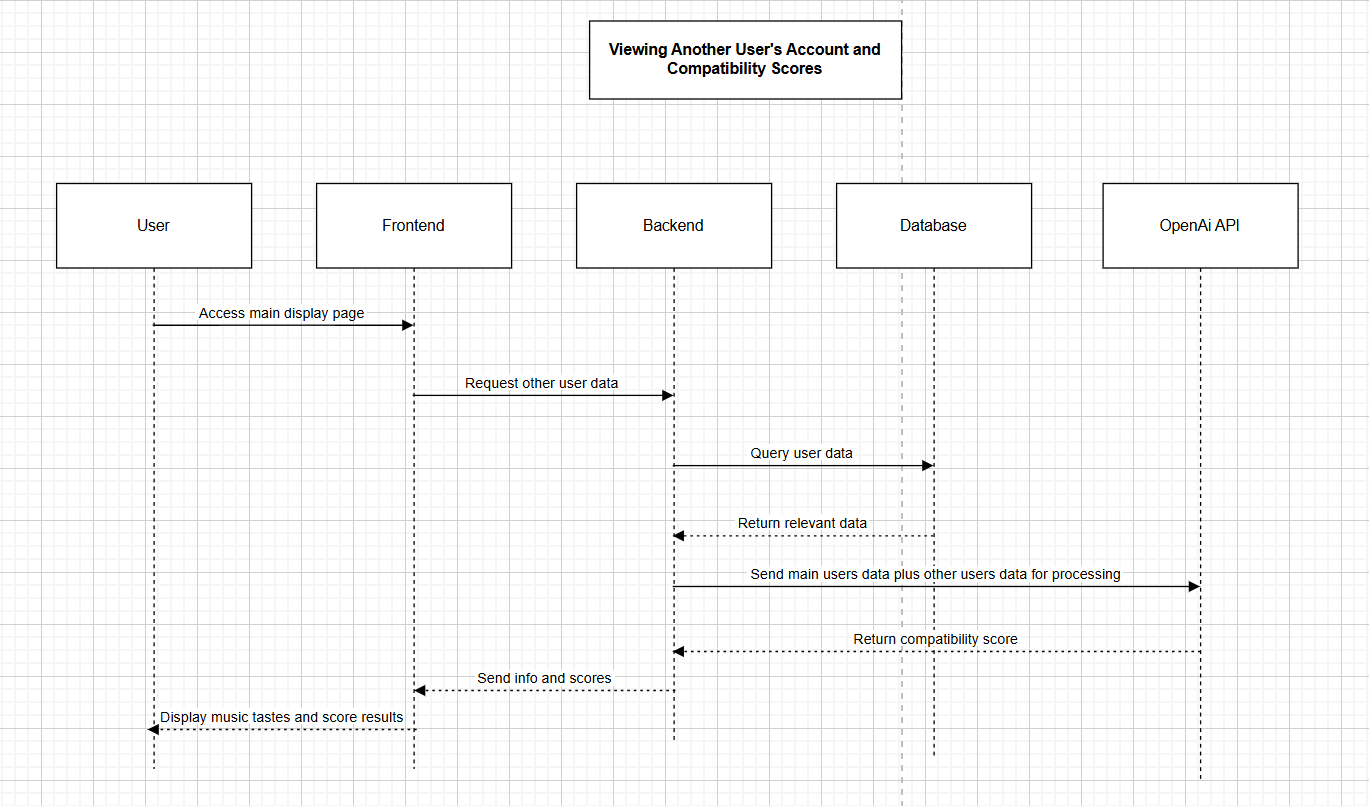 Viewing Another User's Account and
Compatibility Scores
User
Frontend
Backend
Database
OpenAi API
Access main display page
Request other user data
Query user data
Return relevant data
Send main users data plus other users data for processing
Return compatibility score
Send info and scores
Display music tastes and score results